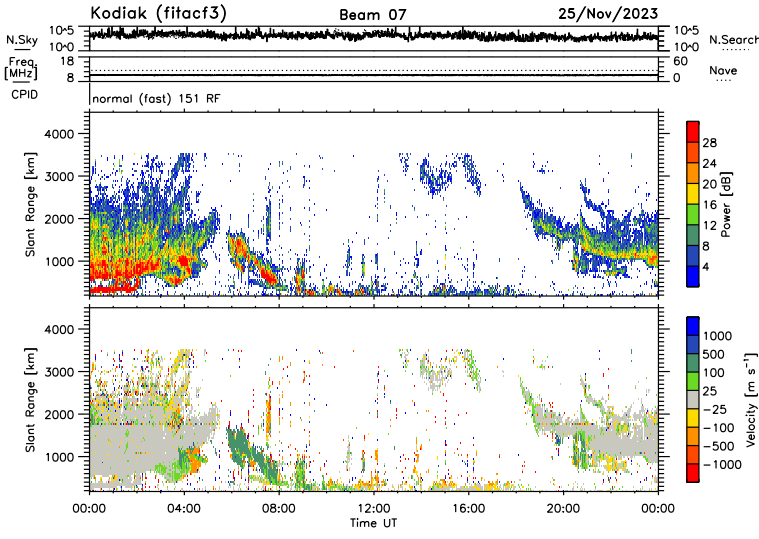 Kodiak (fitacf3) Beam 07 25/Nov/2023
N.Sky 10^5 10^0 10^5 10^0 N.Search
Freq. [MHz] 18 8 60 0 Nave
CPID normal (fast) 151 RF
Slant Range [km]
4000
3000
2000
1000
28
24
20
16
12
8
4
Power [dB]
Slant Range [km]
4000
3000
2000
1000
1000
500
100
25
−25
−100
−500
−1000
Velocity [m s⁻¹]
00:00 04:00 08:00 12:00 16:00 20:00 00:00
Time UT